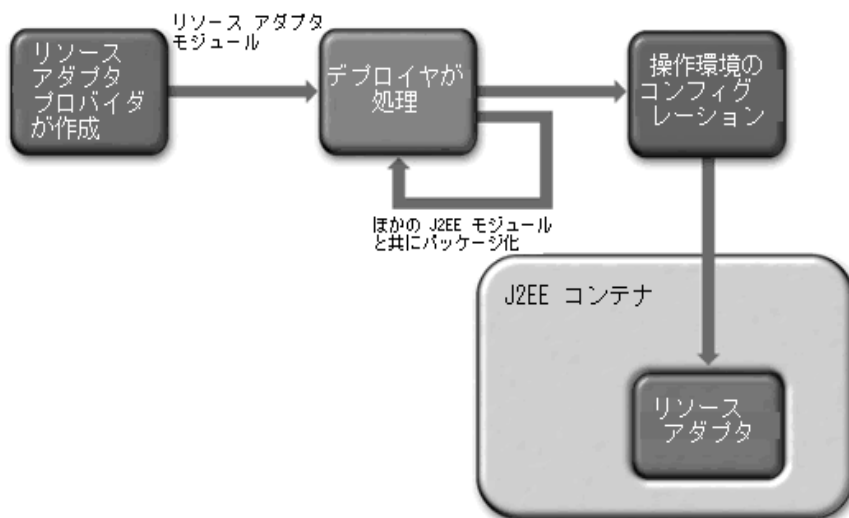 リソース アダプタ
モジュール
リソース
アダプタ
プロバイダ
が作成
デプロイヤが
処理
操作環境の
コンフィグ
レーション
ほかの J2EE モジュール
と共にパッケージ化
J2EE コンテナ
リソース
アダプタ